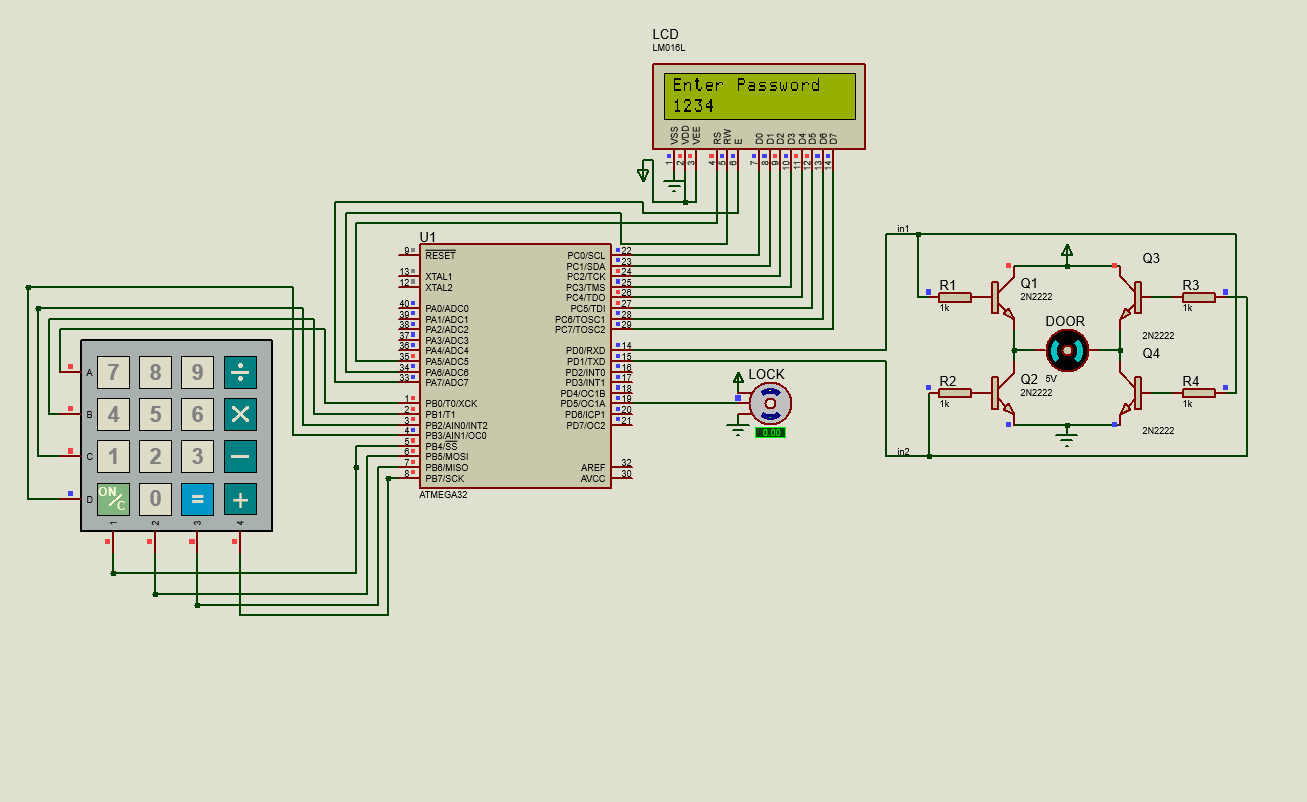 LCD
LM016L
Enter Password
1234
VSS VDD VEE RS RW E D0 D1 D2 D3 D4 D5 D6 D7
1 2 3 4 5 6 7 8 9 10 11 12 13 14
U1
9 RESET
13 XTAL1
12 XTAL2
40 PA0/ADC0
39 PA1/ADC1
38 PA2/ADC2
37 PA3/ADC3
36 PA4/ADC4
35 PA5/ADC5
34 PA6/ADC6
33 PA7/ADC7
1 PB0/T0/XCK
2 PB1/T1
3 PB2/AIN0/INT2
4 PB3/AIN1/OC0
5 PB4/SS
6 PB5/MOSI
7 PB6/MISO
8 PB7/SCK
PC0/SCL 22
PC1/SDA 23
PC2/TCK 24
PC3/TMS 25
PC4/TDO 26
PC5/TDI 27
PC6/TOSC1 28
PC7/TOSC2 29
PD0/RXD 14
PD1/TXD 15
PD2/INT0 16
PD3/INT1 17
PD4/OC1B 18
PD5/OC1A 19
PD6/ICP1 20
PD7/OC2 21
AREF 32
AVCC 30
ATMEGA32
A 7 8 9 ÷
B 4 5 6 ×
C 1 2 3 −
D ON/C 0 = +
1 2 3 4
LOCK
0.00
in1
in2
R1
1k
Q1
2N2222
Q3
2N2222
R3
1k
DOOR
5V
R2
1k
Q2
2N2222
Q4
2N2222
R4
1k